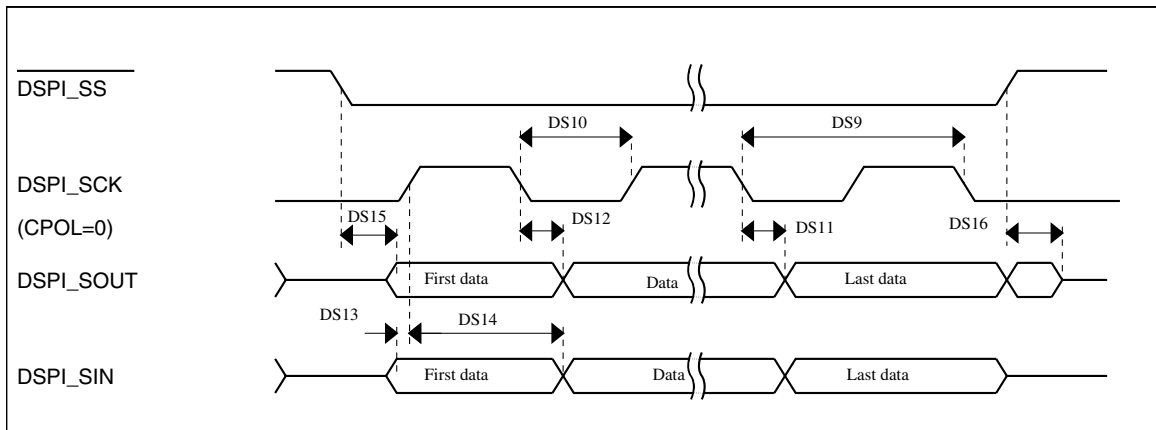 DSPI_SS
DS10
DS9
DSPI_SCK
(CPOL=0)
DS15
DS12
DS11
DS16
DSPI_SOUT
First data
Data
Last data
DS13
DS14
DSPI_SIN
First data
Data
Last data